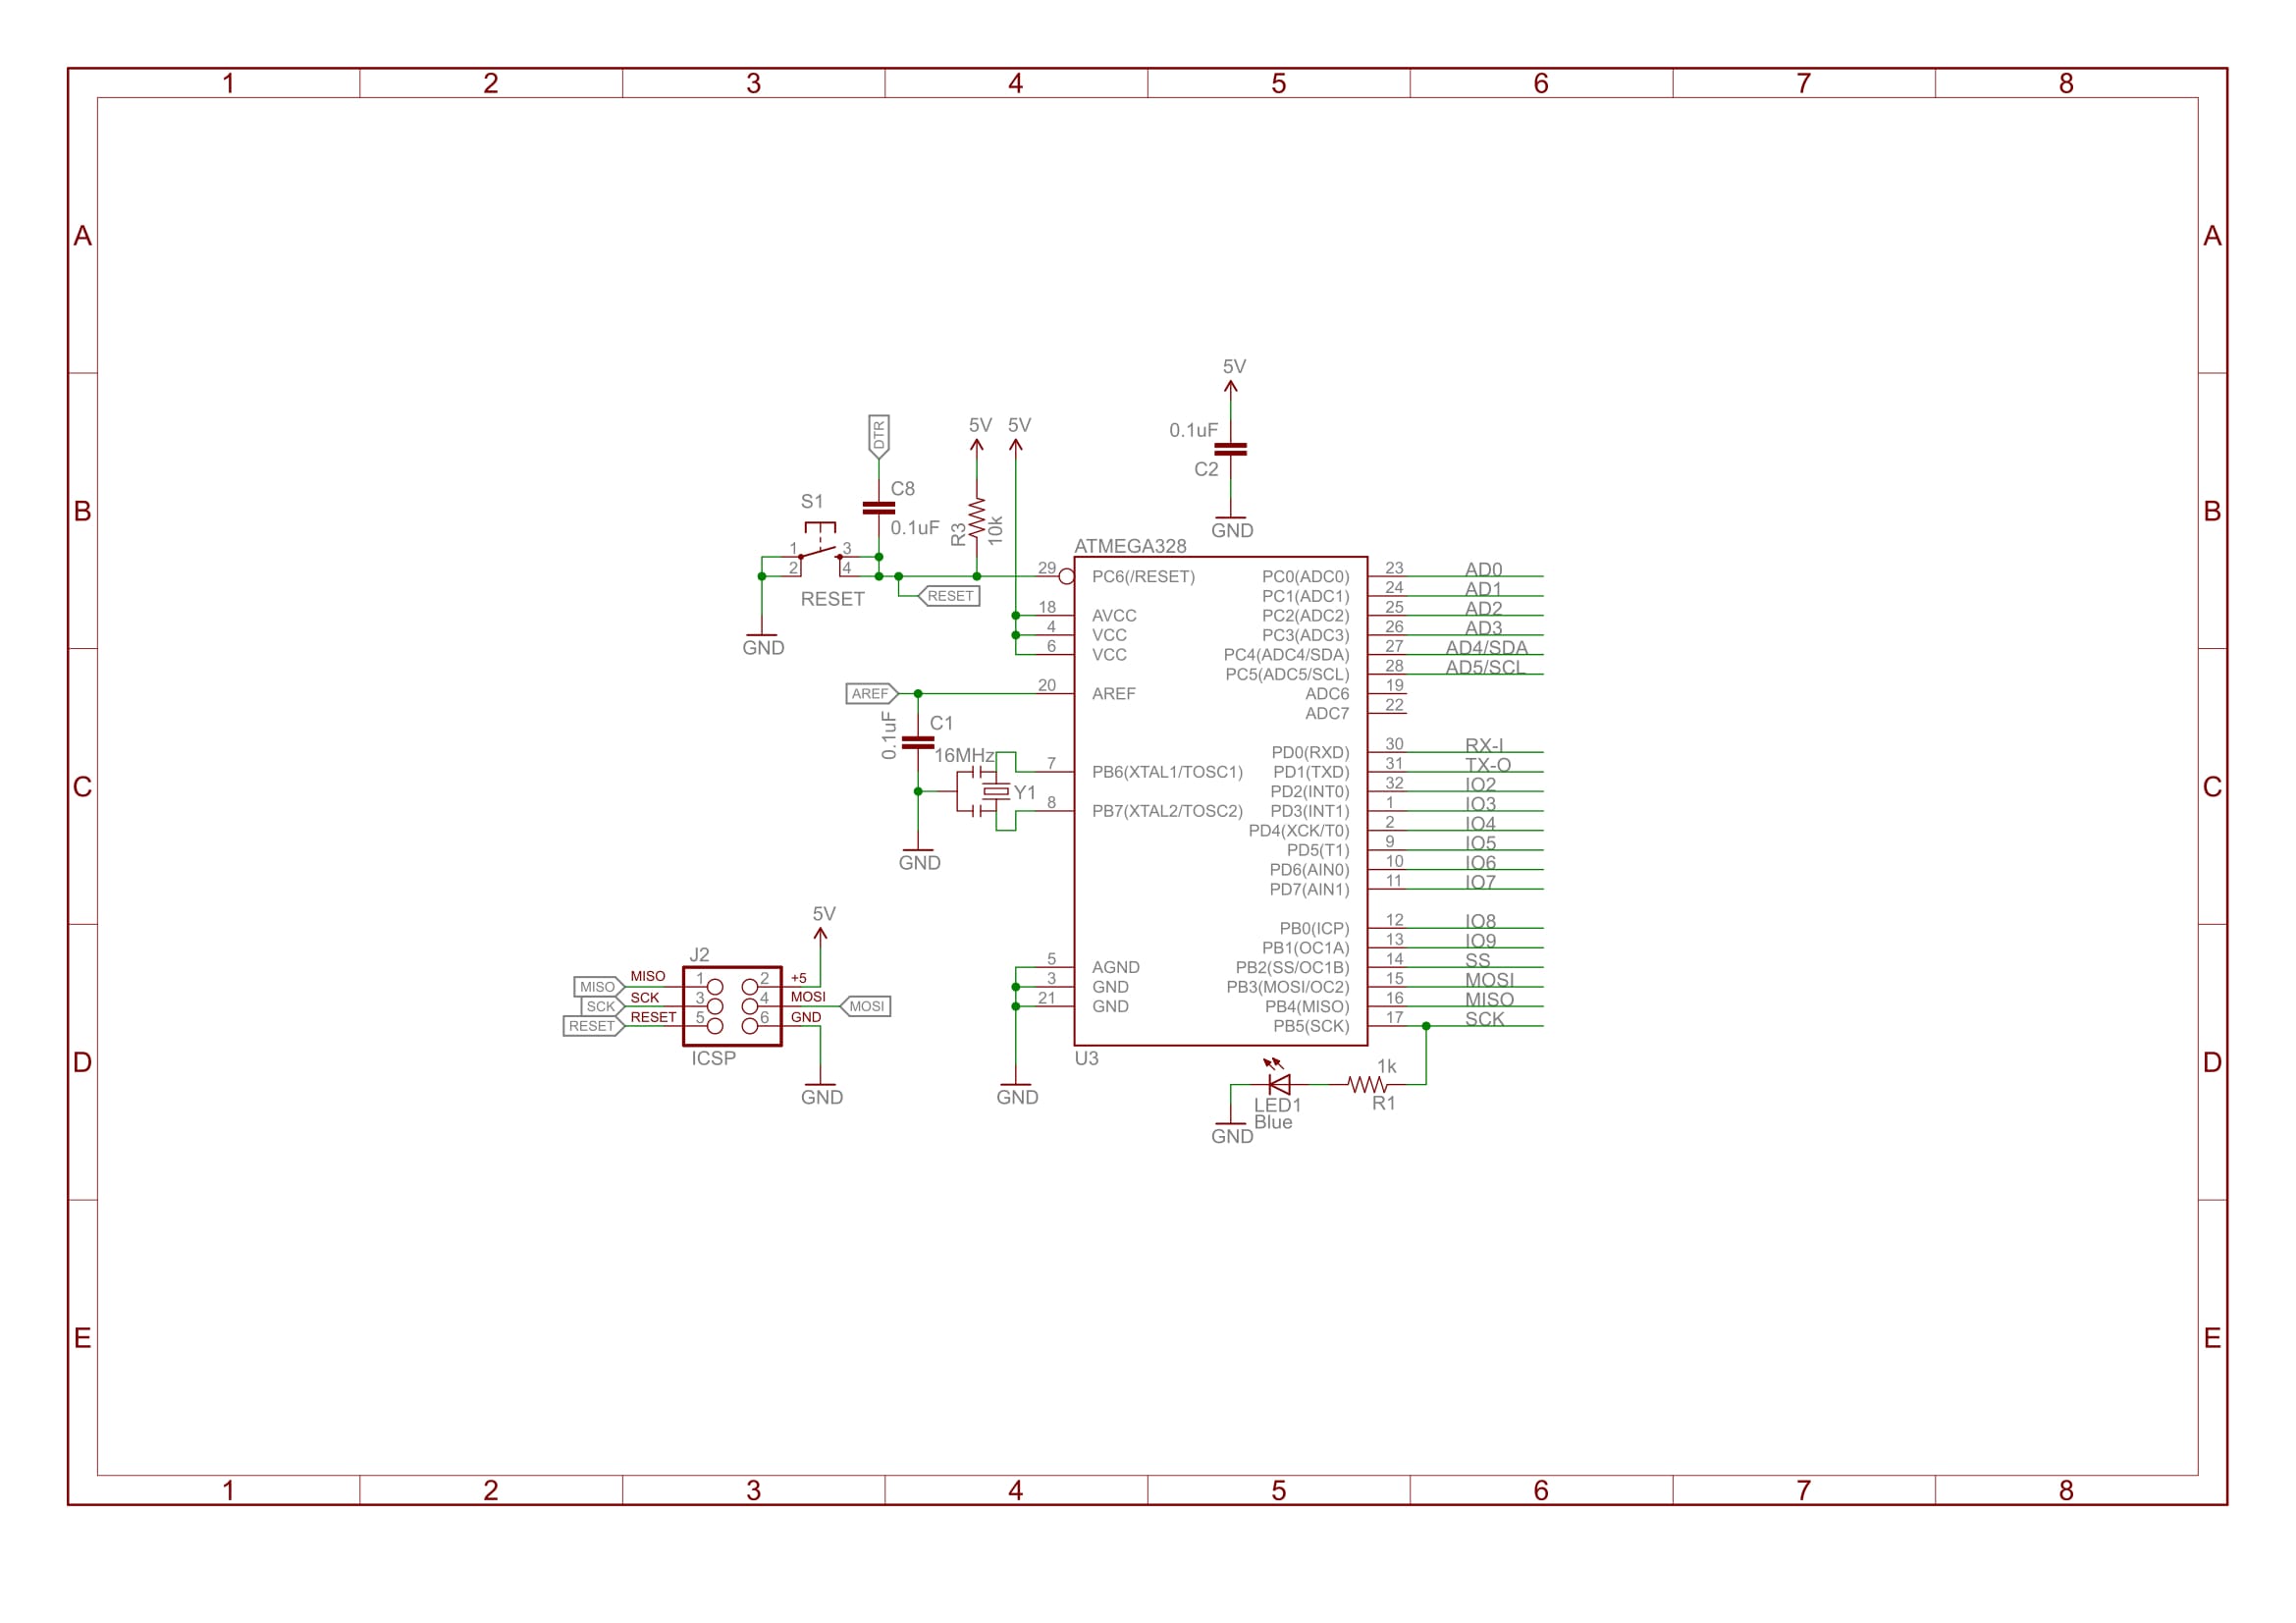 1 2 3 4 5 6 7 8
A A
5V
0.1uF
C2
GND
DTR
5V 5V
C8
0.1uF
S1
R3
10k
B B
1 3
2 4
RESET
RESET
GND
ATMEGA328
29 PC6(/RESET) PC0(ADC0) 23 AD0
PC1(ADC1) 24 AD1
18 AVCC PC2(ADC2) 25 AD2
4 VCC PC3(ADC3) 26 AD3
6 VCC PC4(ADC4/SDA) 27 AD4/SDA
PC5(ADC5/SCL) 28 AD5/SCL
AREF 20 AREF ADC6 19
ADC7 22
0.1uF
C1
16MHz
Y1
GND
PD0(RXD) 30 RX-I
7 PB6(XTAL1/TOSC1) PD1(TXD) 31 TX-O
C PD2(INT0) 32 IO2 C
8 PB7(XTAL2/TOSC2) PD3(INT1) 1 IO3
PD4(XCK/T0) 2 IO4
PD5(T1) 9 IO5
PD6(AIN0) 10 IO6
PD7(AIN1) 11 IO7
PB0(ICP) 12 IO8
PB1(OC1A) 13 IO9
5 AGND PB2(SS/OC1B) 14 SS
3 GND PB3(MOSI/OC2) 15 MOSI
21 GND PB4(MISO) 16 MISO
PB5(SCK) 17 SCK
U3
GND
5V
J2
MISO MISO 1 2 +5
SCK SCK 3 4 MOSI MOSI
RESET RESET 5 6 GND
ICSP
GND
D D
1k
R1
LED1
Blue
GND
E E
1 2 3 4 5 6 7 8